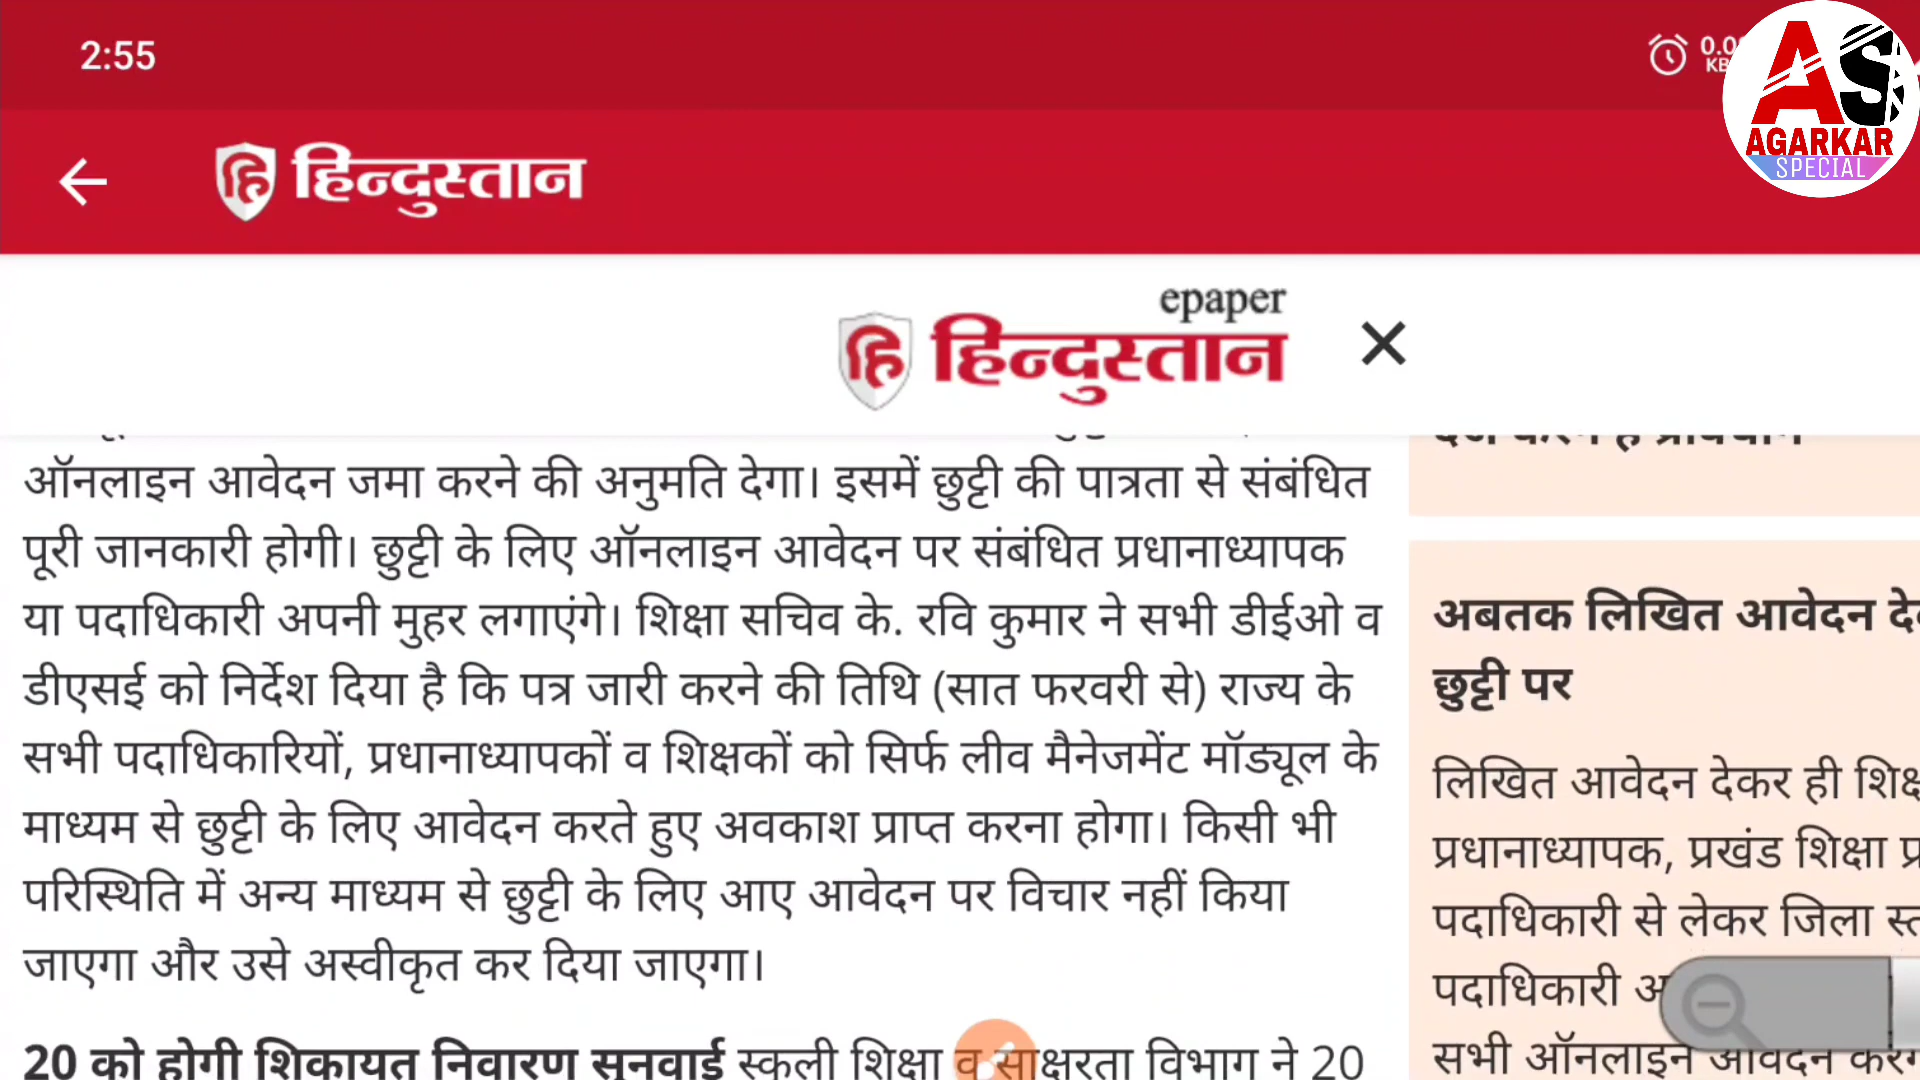 2:55
KB
AS
AGARKAR
SPECIAL
हि हिन्दुस्तान
epaper
हि हिन्दुस्तान
ऑनलाइन आवेदन जमा करने की अनुमति देगा। इसमें छुट्टी की पात्रता से संबंधित
पूरी जानकारी होगी। छुट्टी के लिए ऑनलाइन आवेदन पर संबंधित प्रधानाध्यापक
या पदाधिकारी अपनी मुहर लगाएंगे। शिक्षा सचिव के. रवि कुमार ने सभी डीईओ व
डीएसई को निर्देश दिया है कि पत्र जारी करने की तिथि (सात फरवरी से) राज्य के
सभी पदाधिकारियों, प्रधानाध्यापकों व शिक्षकों को सिर्फ लीव मैनेजमेंट मॉड्यूल के
माध्यम से छुट्टी के लिए आवेदन करते हुए अवकाश प्राप्त करना होगा। किसी भी
परिस्थिति में अन्य माध्यम से छुट्टी के लिए आए आवेदन पर विचार नहीं किया
जाएगा और उसे अस्वीकृत कर दिया जाएगा।
20 को होगी शिकायत निवारण सुनवाई स्कूली शिक्षा व साक्षरता विभाग ने 20
अबतक लिखित आवेदन
छुट्टी पर
लिखित आवेदन देकर ही
प्रधानाध्यापक, प्रखंड शिक्षा
पदाधिकारी से लेकर जिला
पदाधिकारी
सभी ऑनलाइन आवेदन